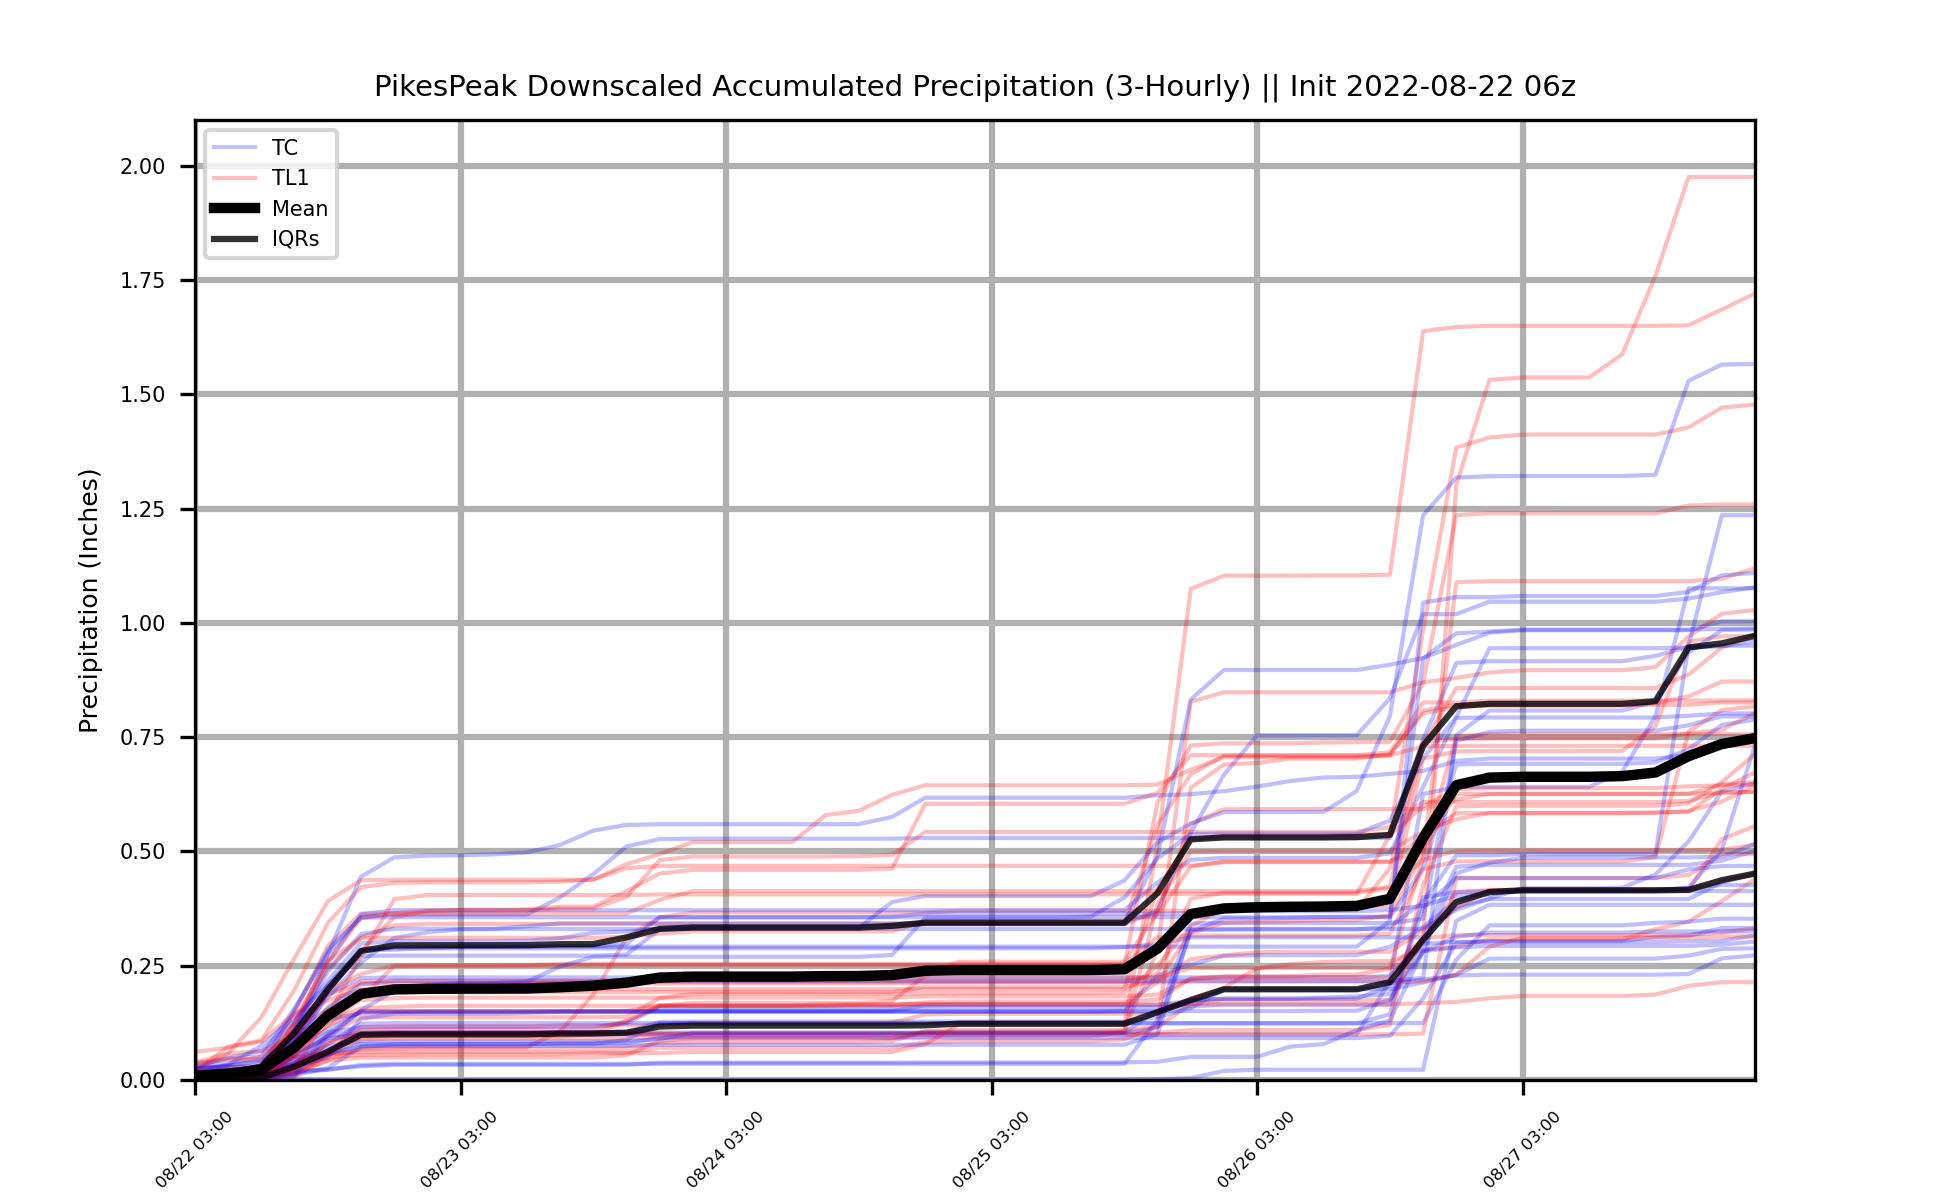 PikesPeak Downscaled Accumulated Precipitation (3-Hourly) || Init 2022-08-22 06z
TC
TL1
Mean
IQRs
Precipitation (Inches)
2.00
1.75
1.50
1.25
1.00
0.75
0.50
0.25
0.00
08/22 03:00
08/23 03:00
08/24 03:00
08/25 03:00
08/26 03:00
08/27 03:00